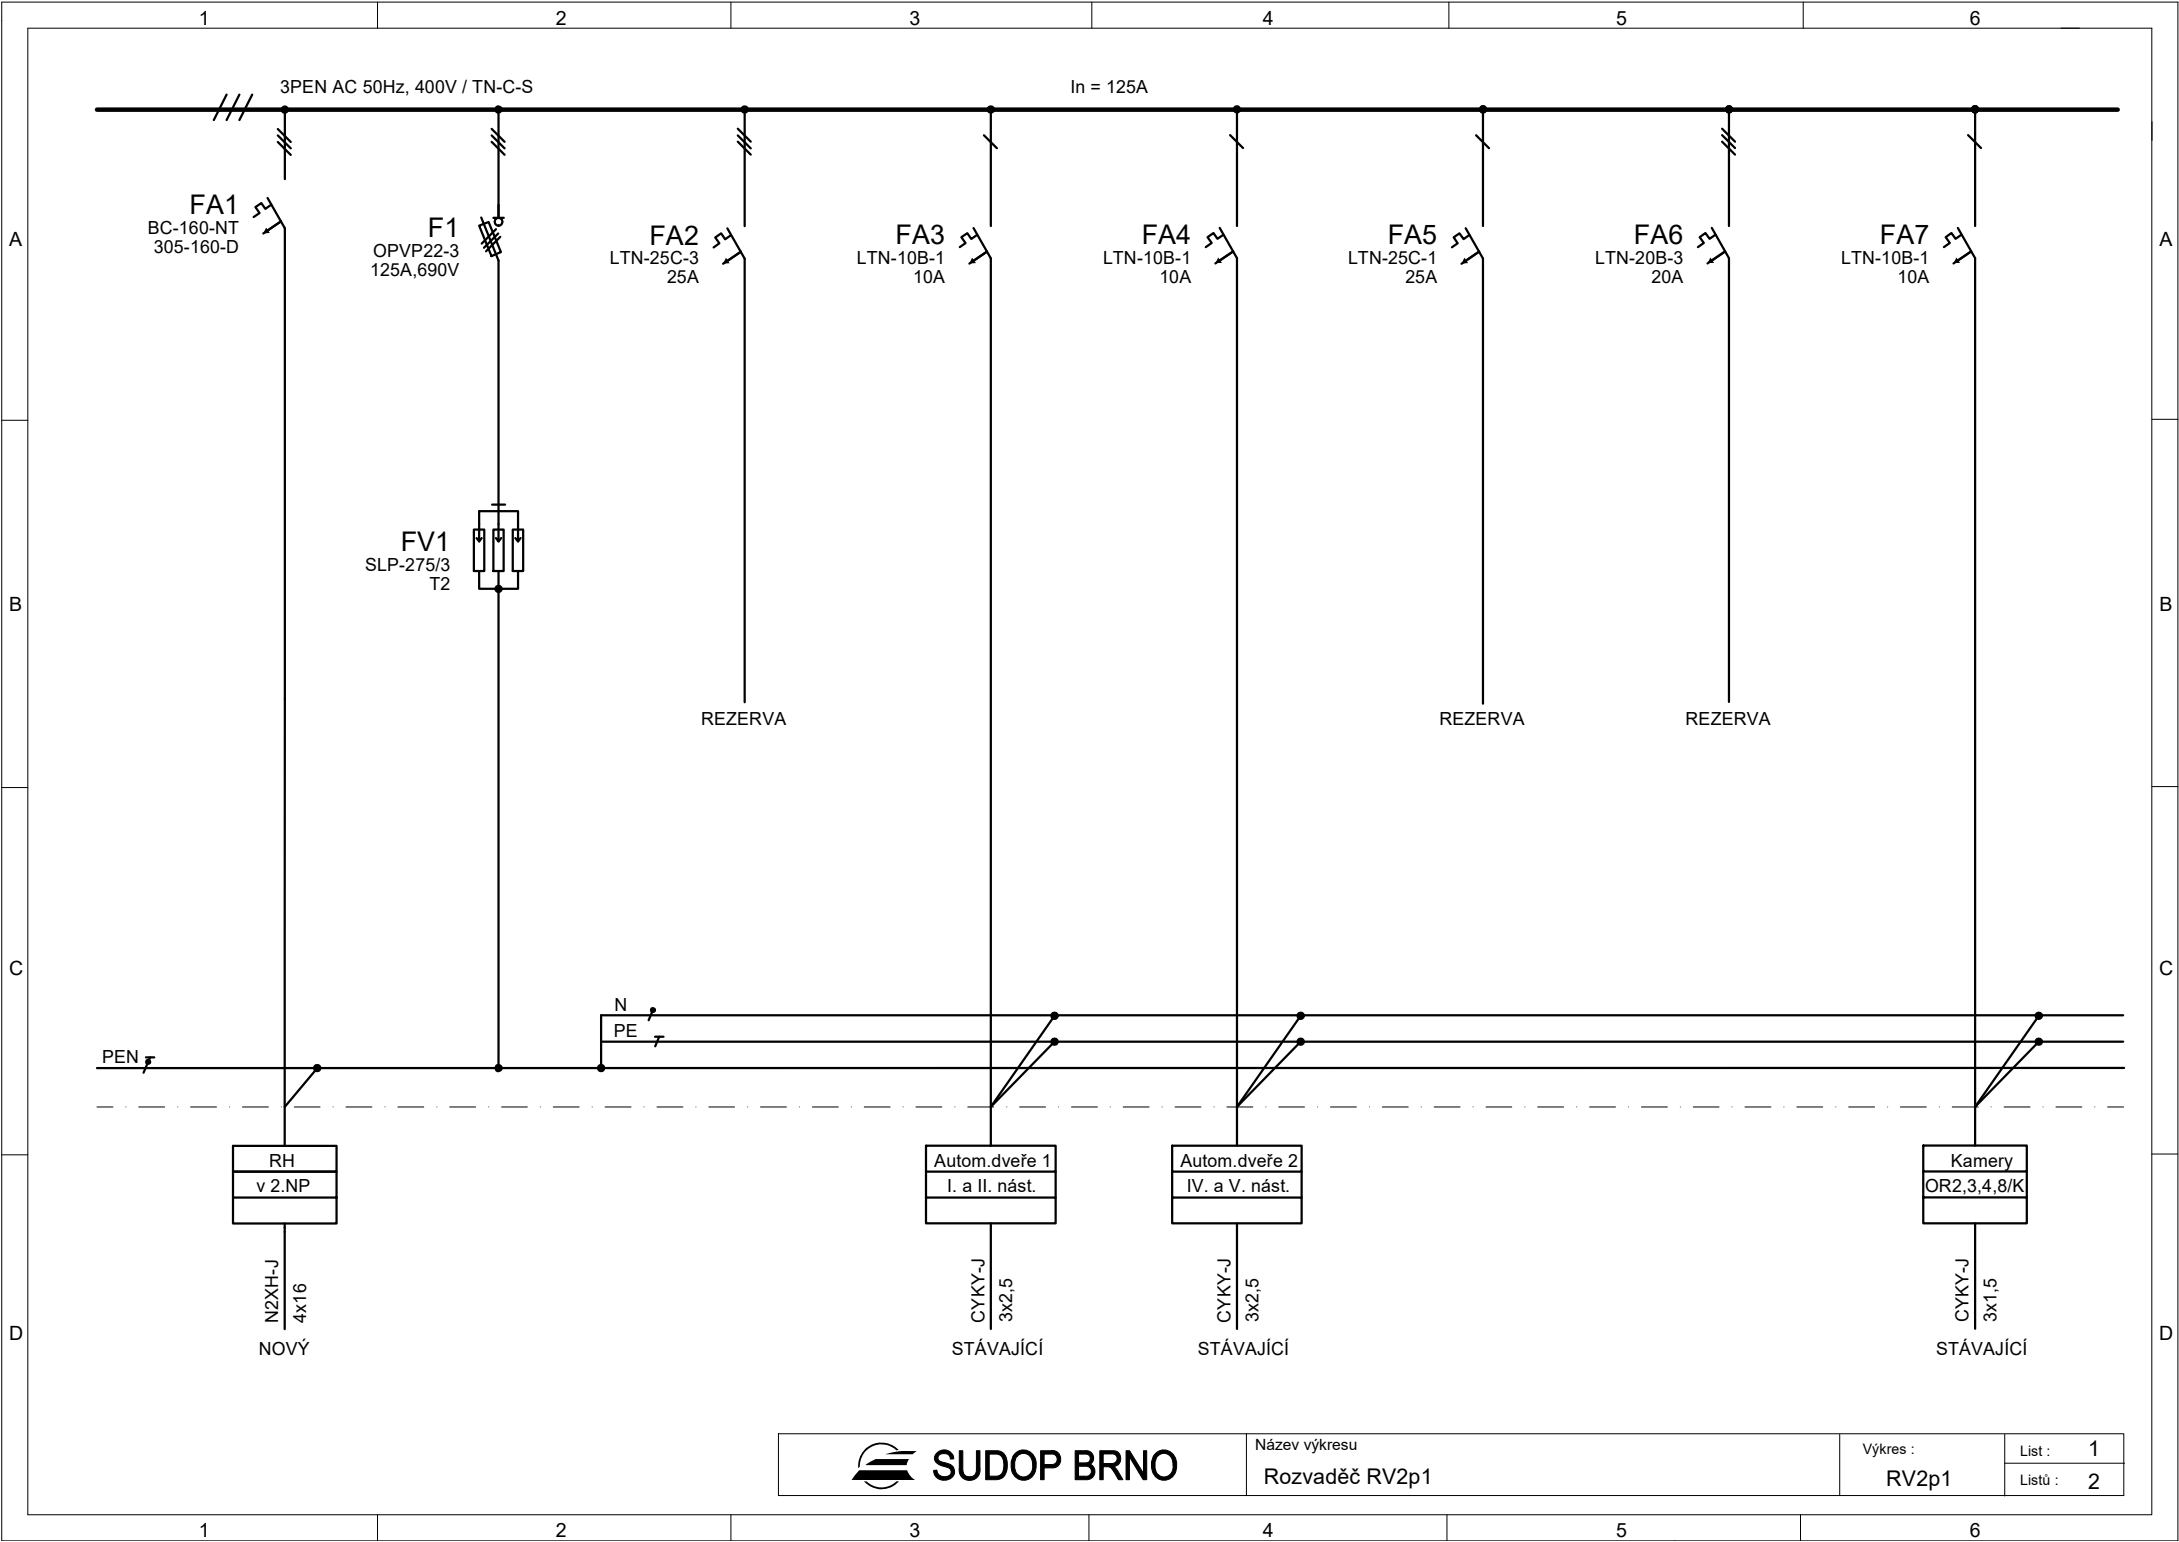 1 2 3 4 5 6
3PEN AC 50Hz, 400V / TN-C-S
In = 125A
FA1
BC-160-NT
305-160-D
F1
OPVP22-3
125A,690V
FA2
LTN-25C-3
25A
FA3
LTN-10B-1
10A
FA4
LTN-10B-1
10A
FA5
LTN-25C-1
25A
FA6
LTN-20B-3
20A
FA7
LTN-10B-1
10A
A A
FV1
SLP-275/3
T2
B B
REZERVA
REZERVA
REZERVA
C C
N
PE
PEN
RH
v 2.NP
N2XH-J
4x16
NOVÝ
Autom.dveře 1
I. a II. nást.
CYKY-J
3x2,5
STÁVAJÍCÍ
Autom.dveře 2
IV. a V. nást.
CYKY-J
3x2,5
STÁVAJÍCÍ
Kamery
OR2,3,4,8/K
CYKY-J
3x1,5
STÁVAJÍCÍ
D D
SUDOP BRNO
Název výkresu
Rozvaděč RV2p1
Výkres :
RV2p1
List : 1
Listů : 2
1 2 3 4 5 6